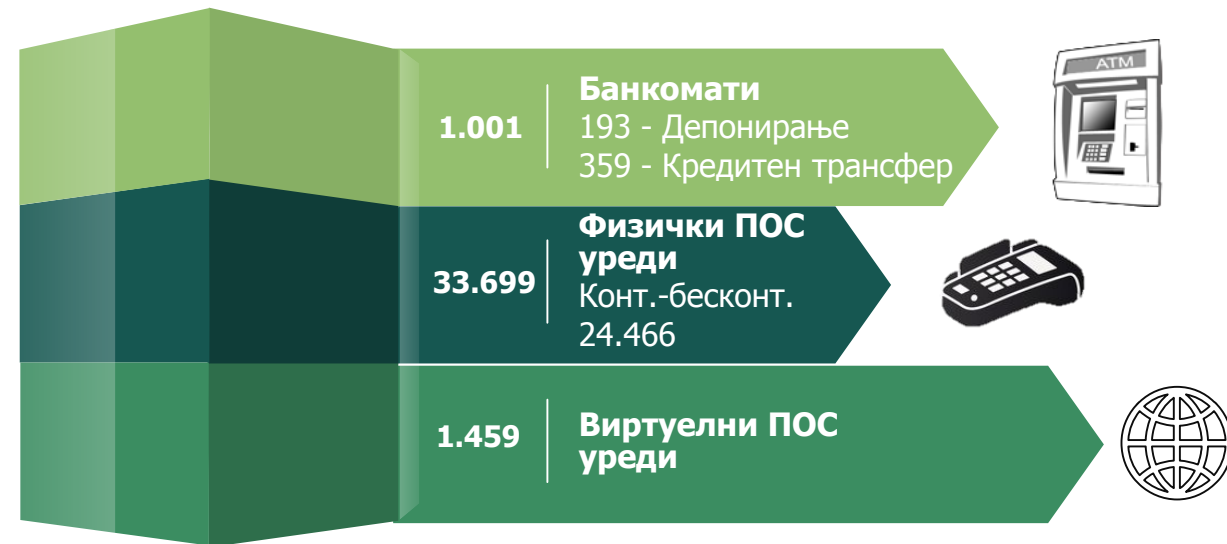 1.001
Банкомати
193 - Депонирање
359 - Кредитен трансфер
ATM
33.699
Физички ПОС
уреди
Конт.-бесконт.
24.466
1.459
Виртуелни ПОС
уреди